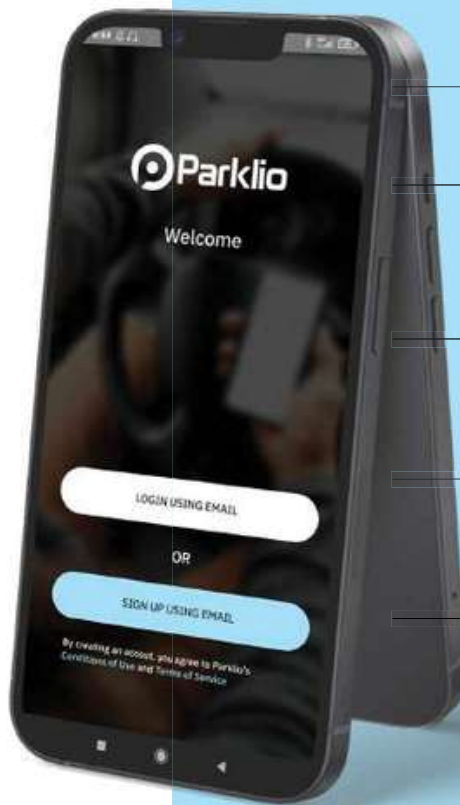 Parklio
Welcome
LOGIN USING EMAIL
OR
SIGN UP USING EMAIL
By creating an accout, you agree to Parklio's
Conditions of Use and Terms of Service